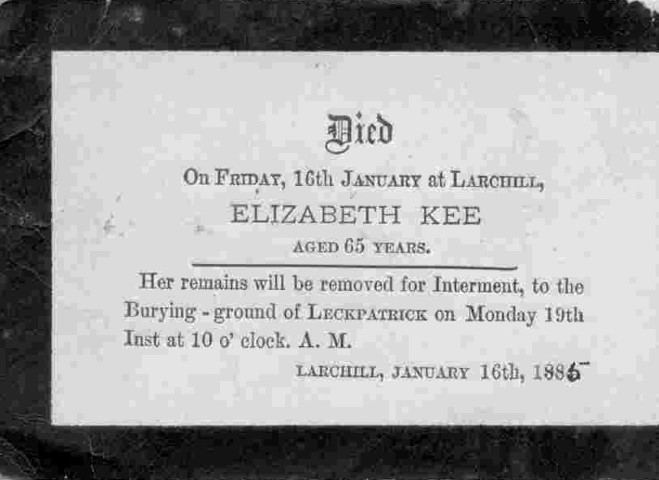 Died
On FRIDAY, 16th JANUARY at LARCHILL,
ELIZABETH KEE
AGED 65 YEARS.
Her remains will be removed for Interment, to the
Burying - ground of LECKPATRICK on Monday 19th
Inst at 10 o' clock. A. M.
LARCHILL, JANUARY 16th, 1885